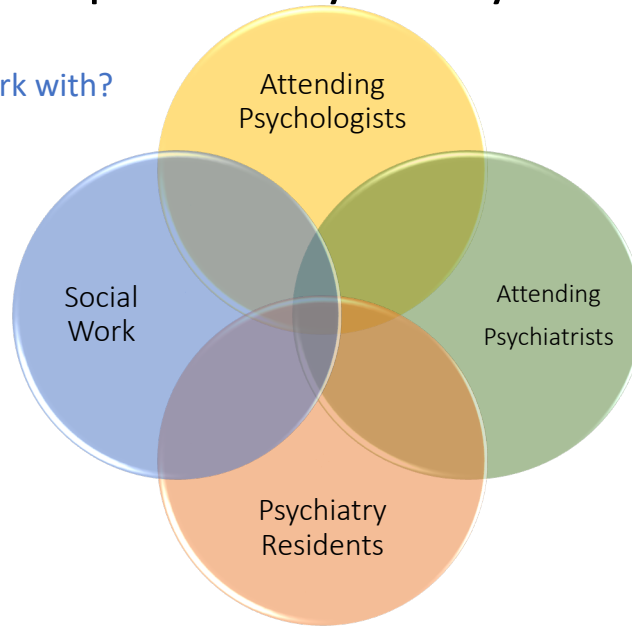 rk with?
Attending
Psychologists
Social
Work
Attending
Psychiatrists
Psychiatry
Residents